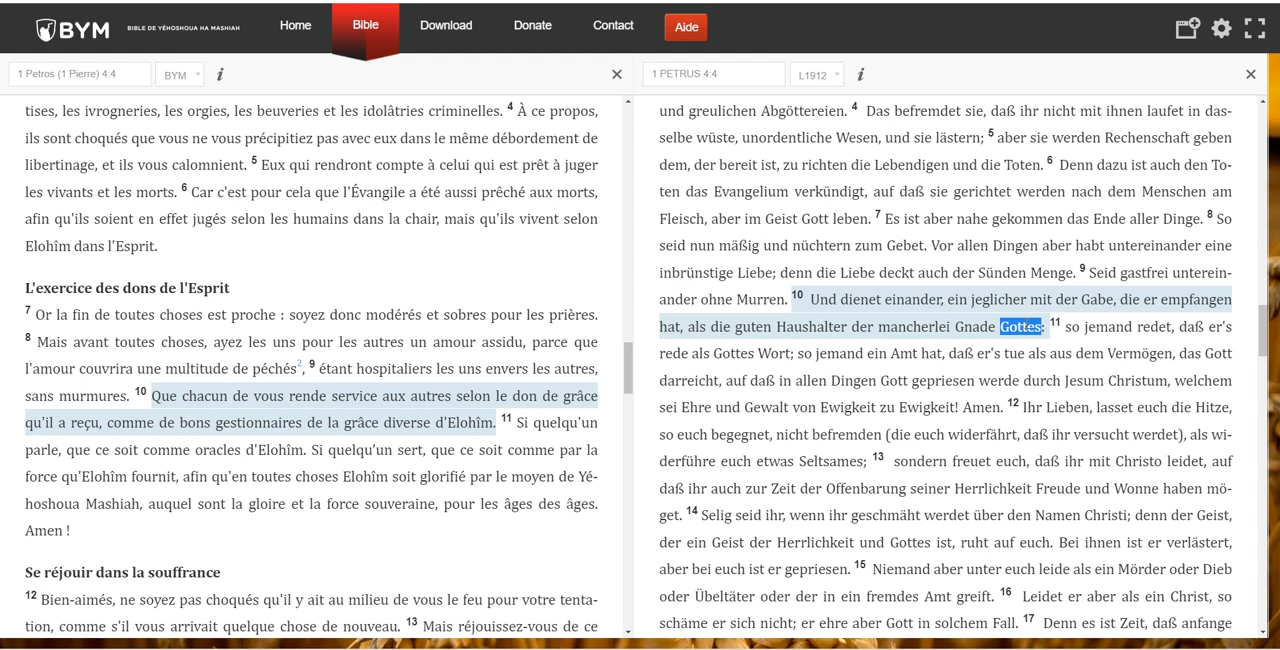 BYM BIBLE DE YÉHOSHOUA HA MASHIAH Home Bible Download Donate Contact Aide
1 Petros (1 Pierre) 4:4 BYM i ×
tises, les ivrogneries, les orgies, les beuveries et les idolâtries criminelles. 4 À ce propos,
ils sont choqués que vous ne vous précipitiez pas avec eux dans le même débordement de
libertinage, et ils vous calomnient. 5 Eux qui rendront compte à celui qui est prêt à juger
les vivants et les morts. 6 Car c'est pour cela que l'Évangile a été aussi prêché aux morts,
afin qu'ils soient en effet jugés selon les humains dans la chair, mais qu'ils vivent selon
Elohîm dans l'Esprit.
L'exercice des dons de l'Esprit
7 Or la fin de toutes choses est proche : soyez donc modérés et sobres pour les prières.
8 Mais avant toutes choses, ayez les uns pour les autres un amour assidu, parce que
l'amour couvrira une multitude de péchés2, 9 étant hospitaliers les uns envers les autres,
sans murmures. 10 Que chacun de vous rende service aux autres selon le don de grâce
qu'il a reçu, comme de bons gestionnaires de la grâce diverse d'Elohîm. 11 Si quelqu'un
parle, que ce soit comme oracles d'Elohîm. Si quelqu'un sert, que ce soit comme par la
force qu'Elohîm fournit, afin qu'en toutes choses Elohîm soit glorifié par le moyen de Yé-
hoshoua Mashiah, auquel sont la gloire et la force souveraine, pour les âges des âges.
Amen !
Se réjouir dans la souffrance
12 Bien-aimés, ne soyez pas choqués qu'il y ait au milieu de vous le feu pour votre tenta-
tion, comme s'il vous arrivait quelque chose de nouveau. 13 Mais réjouissez-vous de ce
1 PETRUS 4:4 L1912 i ×
und greulichen Abgöttereien. 4 Das befremdet sie, daß ihr nicht mit ihnen laufet in das-
selbe wüste, unordentliche Wesen, und sie lästern; 5 aber sie werden Rechenschaft geben
dem, der bereit ist, zu richten die Lebendigen und die Toten. 6 Denn dazu ist auch den To-
ten das Evangelium verkündigt, auf daß sie gerichtet werden nach dem Menschen am
Fleisch, aber im Geist Gott leben. 7 Es ist aber nahe gekommen das Ende aller Dinge. 8 So
seid nun mäßig und nüchtern zum Gebet. Vor allen Dingen aber habt untereinander eine
inbrünstige Liebe; denn die Liebe deckt auch der Sünden Menge. 9 Seid gastfrei unterein-
ander ohne Murren. 10 Und dienet einander, ein jeglicher mit der Gabe, die er empfangen
hat, als die guten Haushalter der mancherlei Gnade Gottes: 11 so jemand redet, daß er's
rede als Gottes Wort; so jemand ein Amt hat, daß er's tue als aus dem Vermögen, das Gott
darreicht, auf daß in allen Dingen Gott gepriesen werde durch Jesum Christum, welchem
sei Ehre und Gewalt von Ewigkeit zu Ewigkeit! Amen. 12 Ihr Lieben, lasset euch die Hitze,
so euch begegnet, nicht befremden (die euch widerfährt, daß ihr versucht werdet), als wi-
derführe euch etwas Seltsames; 13 sondern freuet euch, daß ihr mit Christo leidet, auf
daß ihr auch zur Zeit der Offenbarung seiner Herrlichkeit Freude und Wonne haben mö-
get. 14 Selig seid ihr, wenn ihr geschmäht werdet über den Namen Christi; denn der Geist,
der ein Geist der Herrlichkeit und Gottes ist, ruht auf euch. Bei ihnen ist er verlästert,
aber bei euch ist er gepriesen. 15 Niemand aber unter euch leide als ein Mörder oder Dieb
oder Übeltäter oder der in ein fremdes Amt greift. 16 Leidet er aber als ein Christ, so
schäme er sich nicht; er ehre aber Gott in solchem Fall. 17 Denn es ist Zeit, daß anfange